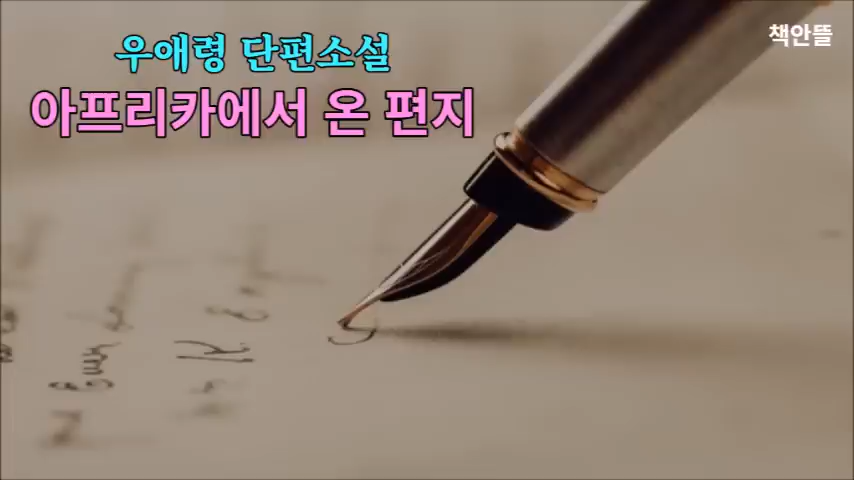 우애령 단편소설
아프리카에서 온 편지
책안뜰